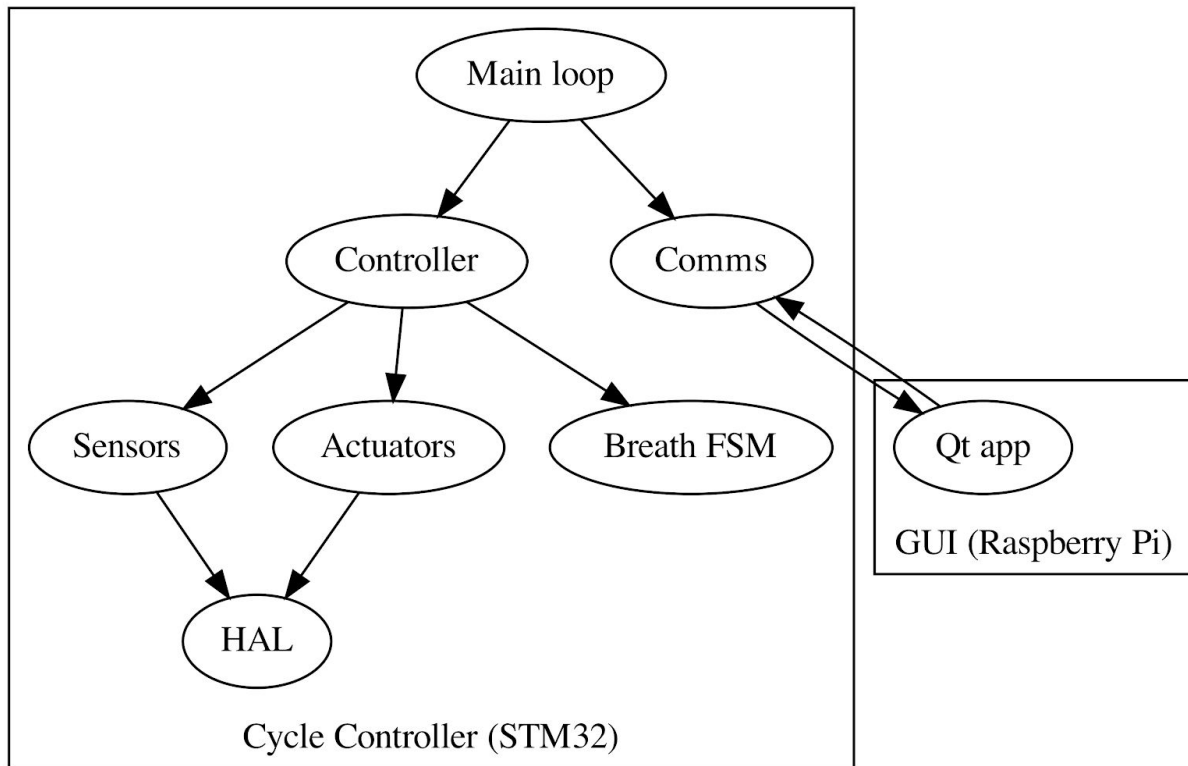 Main loop
Controller
Comms
Sensors
Actuators
Breath FSM
Qt app
GUI (Raspberry Pi)
HAL
Cycle Controller (STM32)